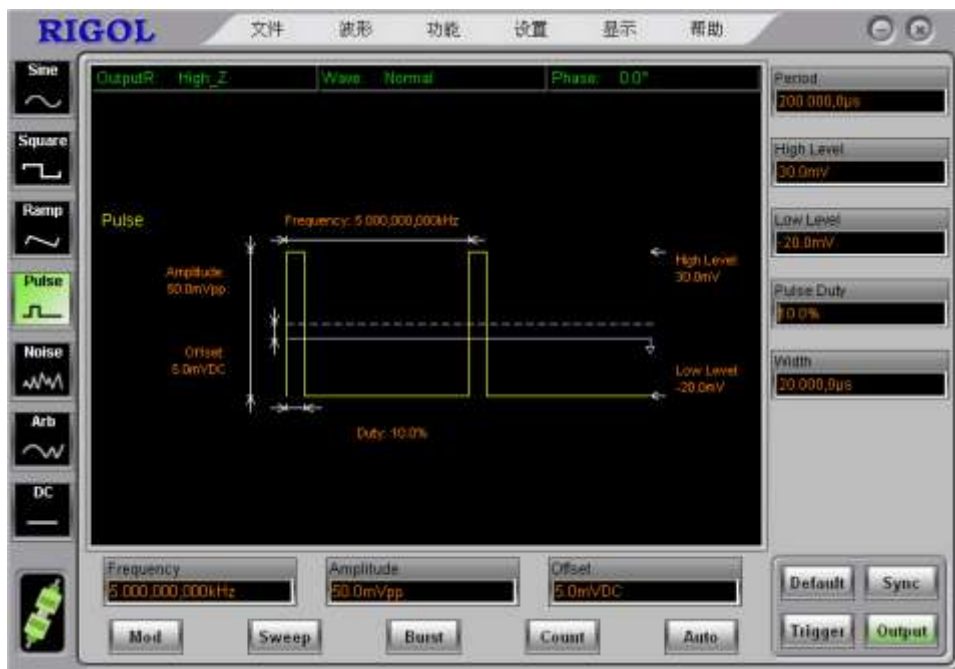 RIGOL
文件 波形 功能 设置 显示 帮助
Sine
Square
Ramp
Pulse
Noise
Arb
DC
OutputR: High_Z
Wave: Normal
Phase: 0.0°
Pulse
Frequency: 5.000,000,000kHz
Amplitude:
50.0mVpp
High Level:
30.0mV
Offset:
5.0mVDC
Low Level:
-20.0mV
Duty: 10.0%
Period
200.000,0µs
High Level
30.0mV
Low Level
-20.0mV
Pulse Duty
10.0%
Width
20.000,0µs
Frequency
5.000,000,000kHz
Amplitude
50.0mVpp
Offset
5.0mVDC
Mod Sweep Burst Count Auto
Default Sync
Trigger Output